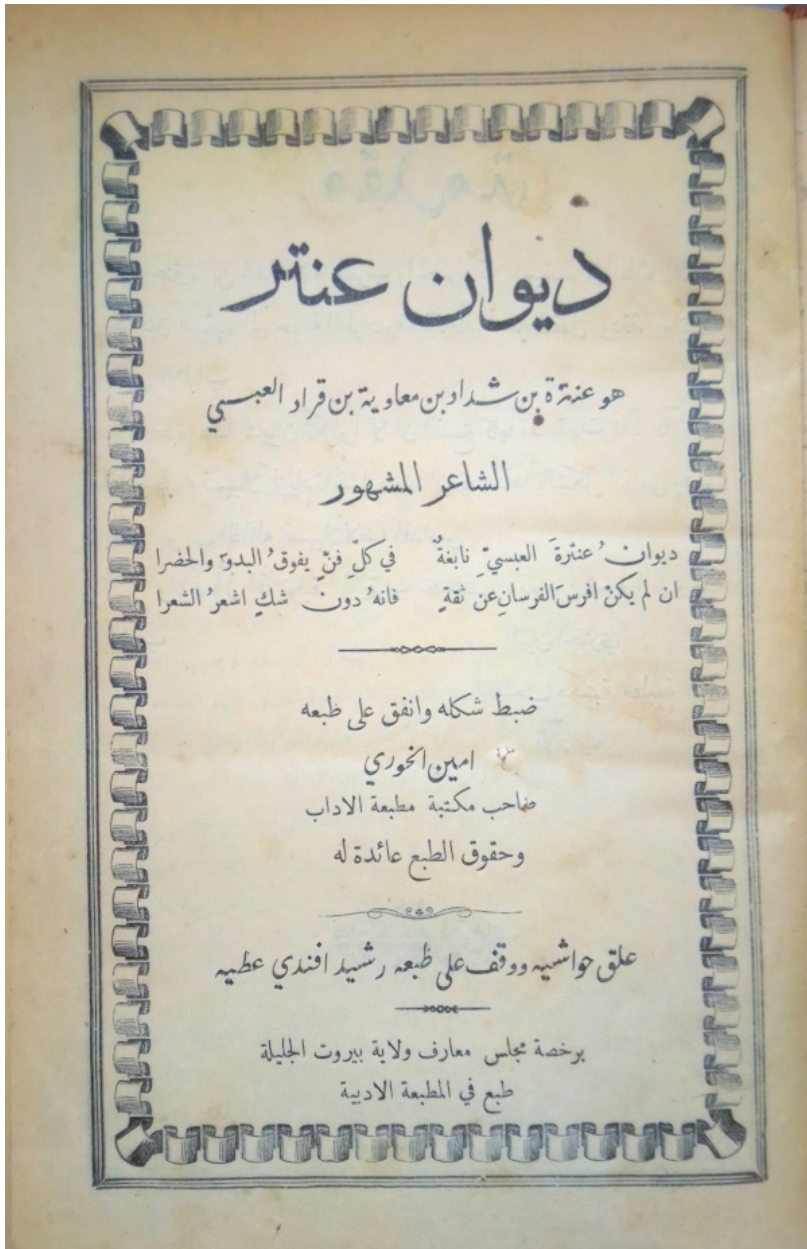 ديوان عنتر
هو عنترة بن شداد بن معاوية بن قراد العبسي
الشاعر المشهور
ديوانُ عنترةَ العبسيِّ نابغةٌ في كلِّ فنٍّ يفوقُ البدوَ والحضرا
ان لم يكنْ افرسَ الفرسانِ عن ثقةٍ فانهُ دونَ شكٍ اشعرُ الشعرا
ضبط شكله وانفق على طبعه
امين الخوري
صاحب مكتبة مطبعة الاداب
وحقوق الطبع عائدة له
علق حواشيه ووقف على طبعه رشيد افندي عطيه
برخصة مجلس معارف ولاية بيروت الجليلة
طبع في المطبعة الادبية